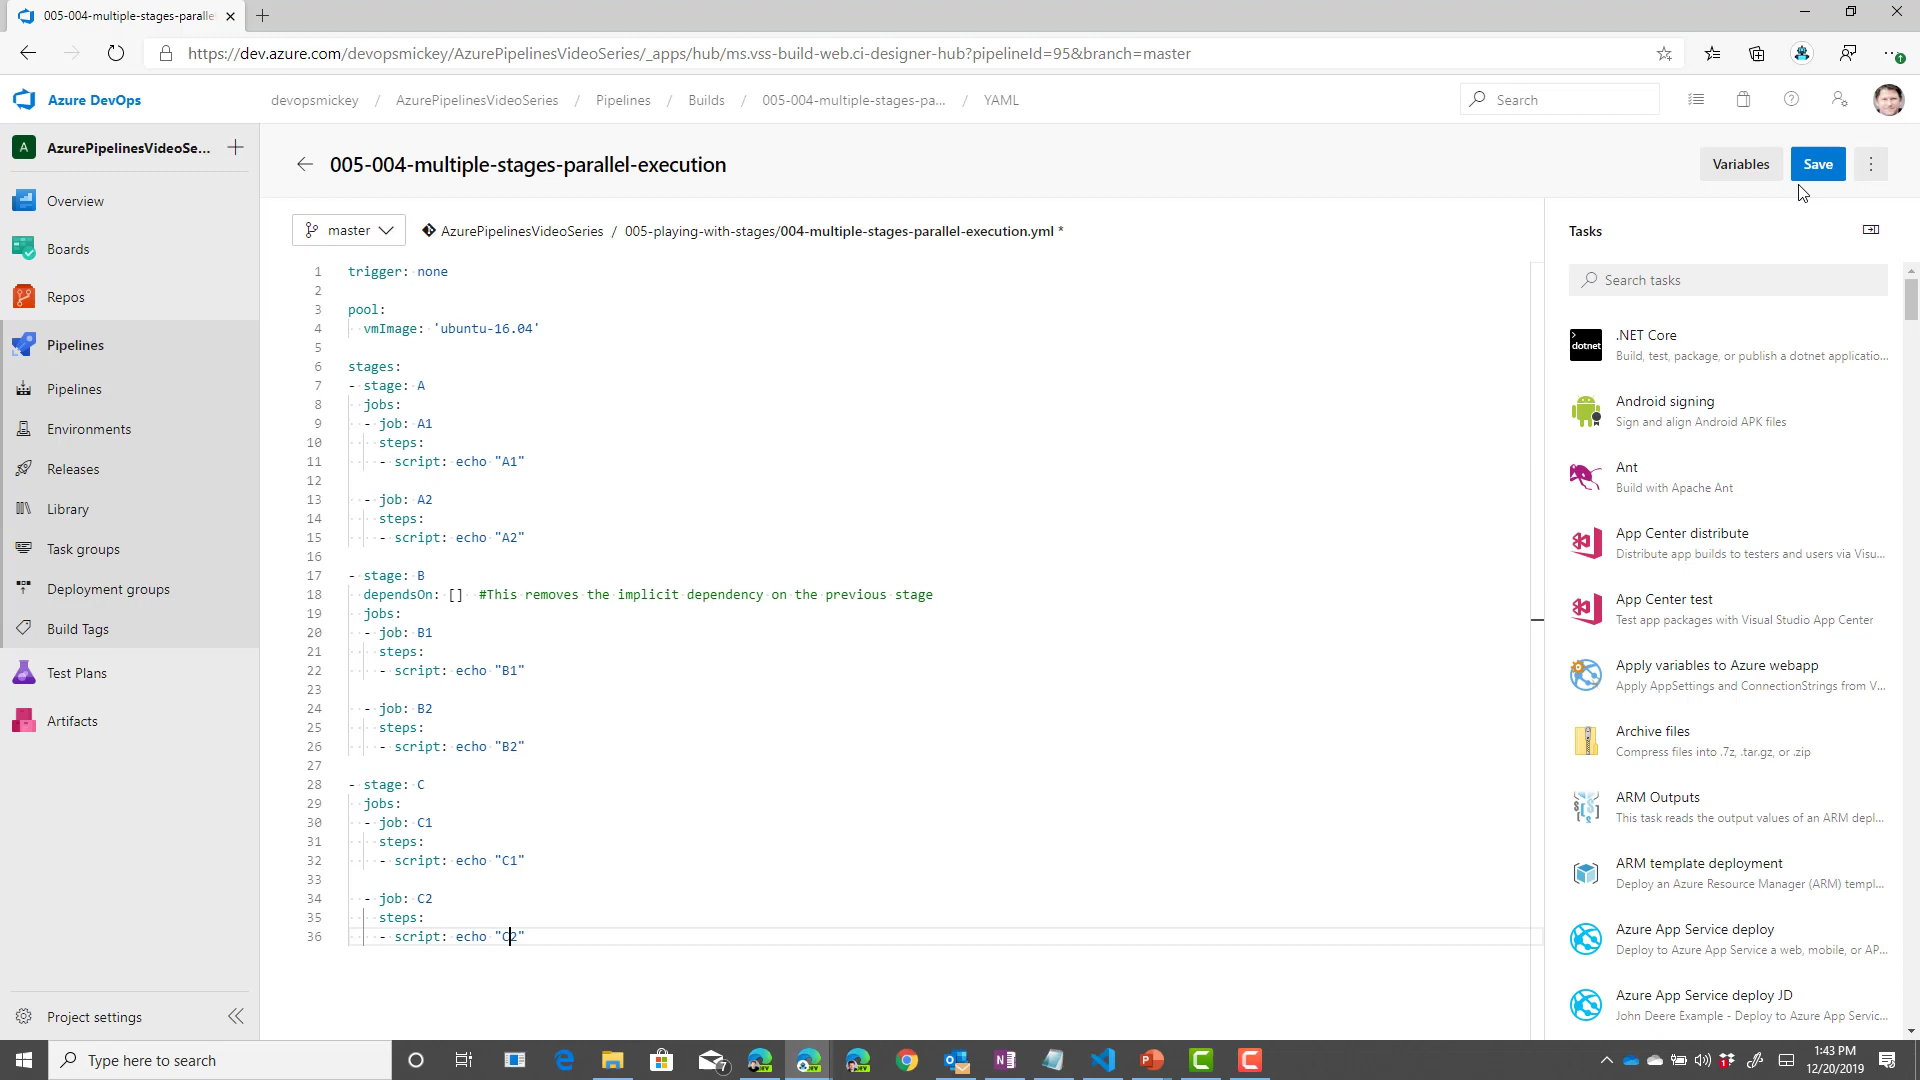 005-004-multiple-stages-paralle
https://dev.azure.com/devopsmickey/AzurePipelinesVideoSeries/_apps/hub/ms.vss-build-web.ci-designer-hub?pipelineId=95&branch=master
Azure DevOps
devopsmickey / AzurePipelinesVideoSeries / Pipelines / Builds / 005-004-multiple-stages-pa... / YAML
Search
A AzurePipelinesVideoSe...
005-004-multiple-stages-parallel-execution
Variables
Save
Overview
Boards
Repos
Pipelines
Pipelines
Environments
Releases
Library
Task groups
Deployment groups
Build Tags
Test Plans
Artifacts
Project settings
master
AzurePipelinesVideoSeries / 005-playing-with-stages/004-multiple-stages-parallel-execution.yml *
1 trigger: none
2
3 pool:
4 vmImage: 'ubuntu-16.04'
5
6 stages:
7 - stage: A
8 jobs:
9 - job: A1
10 steps:
11 - script: echo "A1"
12
13 - job: A2
14 steps:
15 - script: echo "A2"
16
17 - stage: B
18 dependsOn: [] #This removes the implicit dependency on the previous stage
19 jobs:
20 - job: B1
21 steps:
22 - script: echo "B1"
23
24 - job: B2
25 steps:
26 - script: echo "B2"
27
28 - stage: C
29 jobs:
30 - job: C1
31 steps:
32 - script: echo "C1"
33
34 - job: C2
35 steps:
36 - script: echo "C2"
Tasks
Search tasks
dotnet
.NET Core
Build, test, package, or publish a dotnet applicatio...
Android signing
Sign and align Android APK files
Ant
Build with Apache Ant
App Center distribute
Distribute app builds to testers and users via Visu...
App Center test
Test app packages with Visual Studio App Center
Apply variables to Azure webapp
Apply AppSettings and ConnectionStrings from V...
Archive files
Compress files into .7z, .tar.gz, or .zip
ARM Outputs
This task reads the output values of an ARM depl...
ARM template deployment
Deploy an Azure Resource Manager (ARM) templ...
Azure App Service deploy
Deploy to Azure App Service a web, mobile, or AP...
Azure App Service deploy JD
John Deere Example - Deploy to Azure App Servic...
Type here to search
7
DEV
DEV
DEV
1:43 PM
12/20/2019